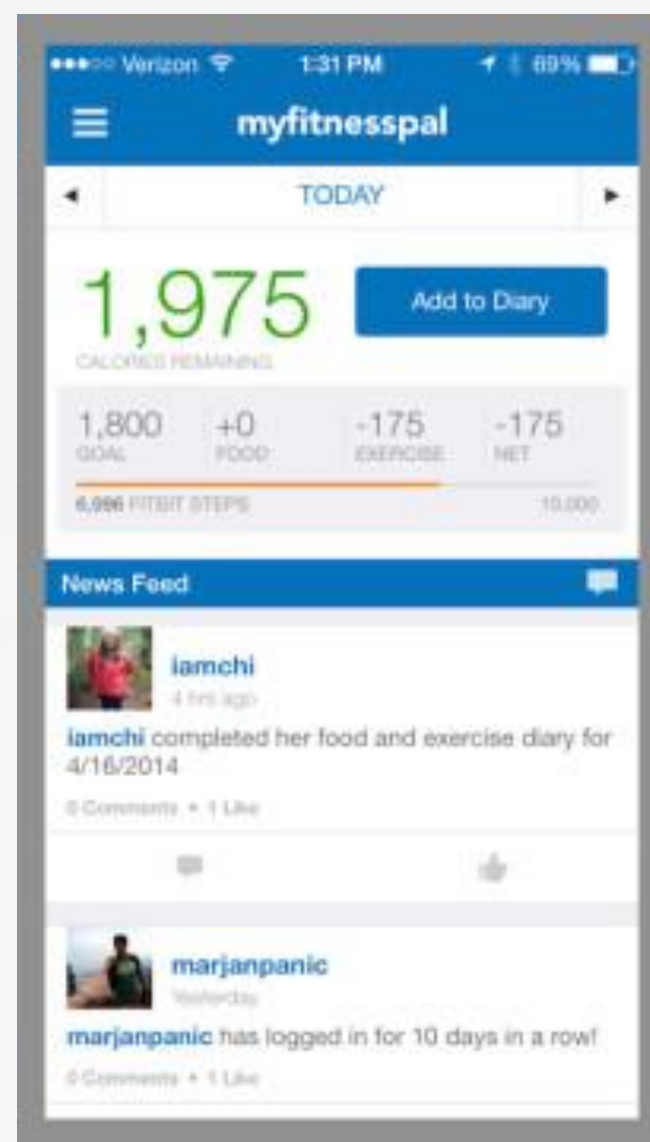 Verizon 1:31 PM 69%
myfitnesspal
TODAY
1,975 Add to Diary
CALORIES REMAINING
1,800 +0 -175 -175
GOAL FOOD EXERCISE NET
6,996 FITBIT STEPS 10,000
News Feed
iamchi
4 hrs ago
iamchi completed her food and exercise diary for
4/16/2014
0 Comments • 1 Like
marjanpanic
Yesterday
marjanpanic has logged in for 10 days in a row!
0 Comments • 1 Like